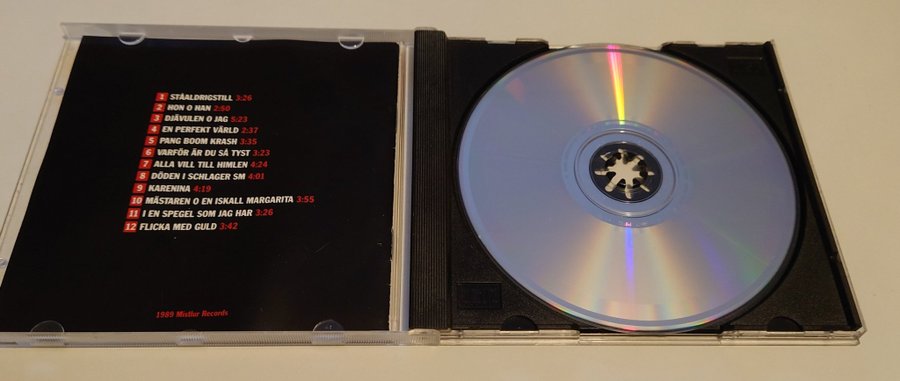 1 STÅALDRIGSTILL 3:26
2 HON O HAN 2:50
3 DJÄVULEN O JAG 5:23
4 EN PERFEKT VÄRLD 2:37
5 PANG BOOM KRASH 3:35
6 VARFÖR ÄR DU SÅ TYST 3:23
7 ALLA VILL TILL HIMLEN 4:24
8 DÖDEN I SCHLAGER SM 4:01
9 KARENINA 4:19
10 MÄSTAREN O EN ISKALL MARGARITA 3:55
11 I EN SPEGEL SOM JAG HAR 3:26
12 FLICKA MED GULD 3:42
1989 Mistlur Records